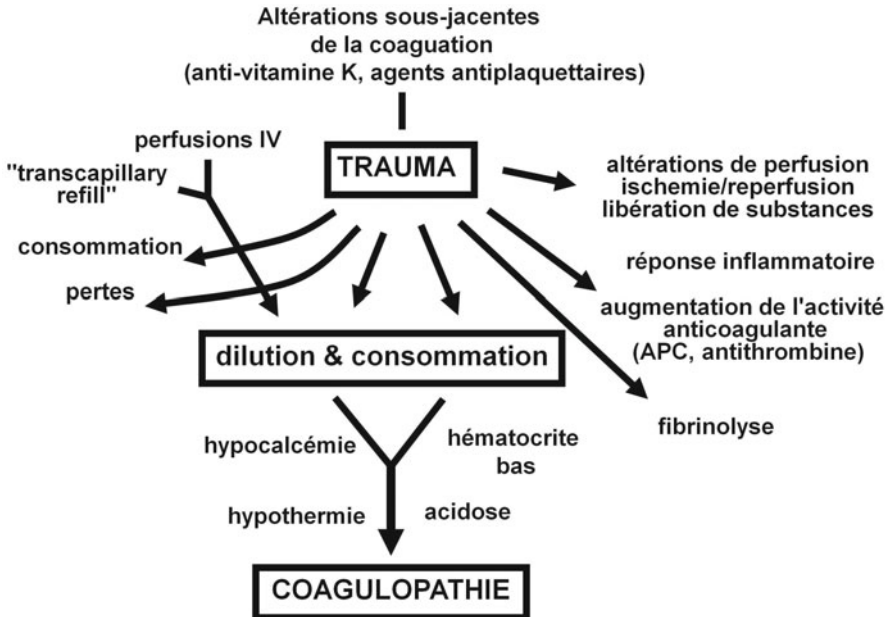 Altérations sous-jacentes
de la coaguation
(anti-vitamine K, agents antiplaquettaires)
perfusions IV
"transcapillary
refill"
TRAUMA
altérations de perfusion
ischemie/reperfusion
libération de substances
consommation
pertes
réponse inflammatoire
augmentation de l'activité
anticoagulante
(APC, antithrombine)
dilution & consommation
fibrinolyse
hypocalcémie
hématocrite
bas
hypothermie
acidose
COAGULOPATHIE